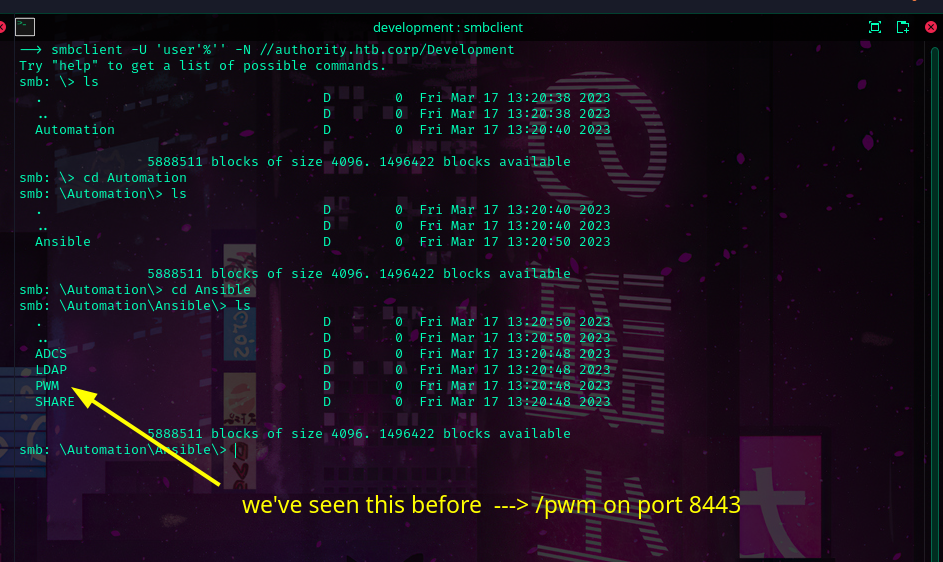 development : smbclient
—> smbclient -U 'user'%'' -N //authority.htb.corp/Development
Try "help" to get a list of possible commands.
smb: \> ls
. D 0 Fri Mar 17 13:20:38 2023
.. D 0 Fri Mar 17 13:20:38 2023
Automation D 0 Fri Mar 17 13:20:40 2023
5888511 blocks of size 4096. 1496422 blocks available
smb: \> cd Automation
smb: \Automation\> ls
. D 0 Fri Mar 17 13:20:40 2023
.. D 0 Fri Mar 17 13:20:40 2023
Ansible D 0 Fri Mar 17 13:20:50 2023
5888511 blocks of size 4096. 1496422 blocks available
smb: \Automation\> cd Ansible
smb: \Automation\Ansible\> ls
. D 0 Fri Mar 17 13:20:50 2023
.. D 0 Fri Mar 17 13:20:50 2023
ADCS D 0 Fri Mar 17 13:20:48 2023
LDAP D 0 Fri Mar 17 13:20:48 2023
PWM D 0 Fri Mar 17 13:20:48 2023
SHARE D 0 Fri Mar 17 13:20:48 2023
5888511 blocks of size 4096. 1496422 blocks available
smb: \Automation\Ansible\>
we've seen this before ---> /pwm on port 8443